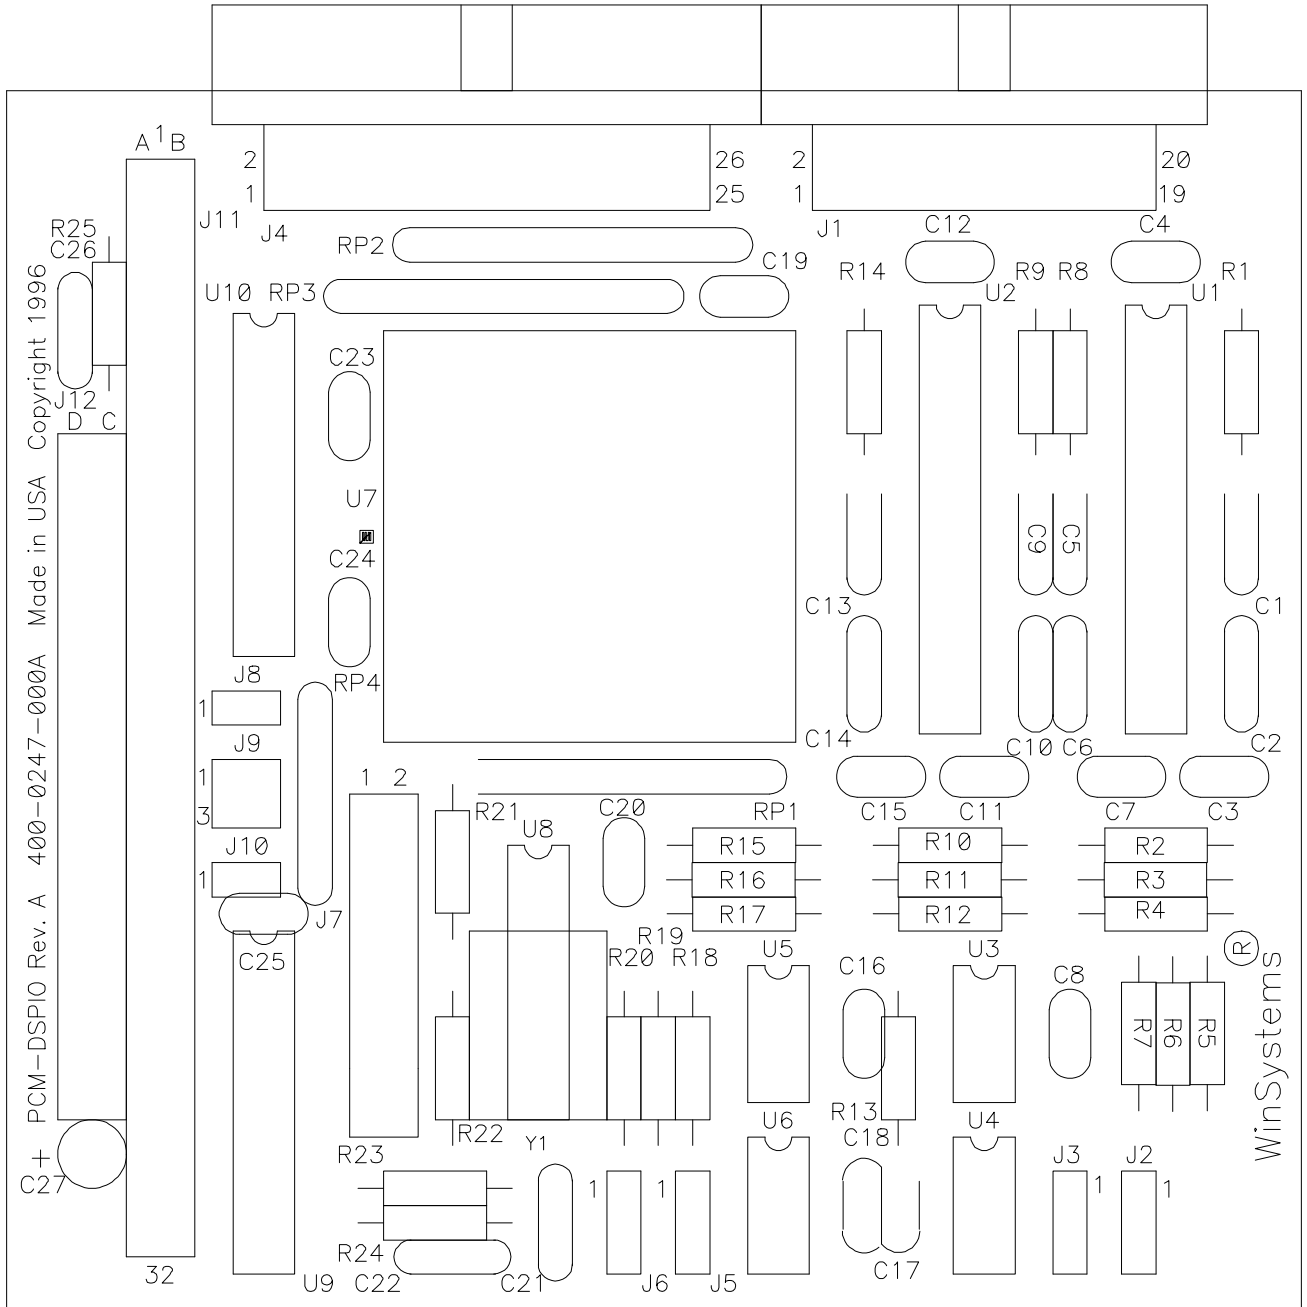 A 1 B
2 26 2 20
1 25 1 19
R25
C26
J11
J4
RP2
J1
C12
C4
C19
R14
R9
R8
R1
U10
RP3
U2
U1
C23
J12
D C
U7
C9
C5
C24
C13
C1
J8
RP4
1
J9
C14
C10
C6
C2
1
3
1 2
R21
C20
RP1
C15
C11
C7
C3
U8
J10
1
R15
R10
R2
R16
R11
R3
R17
R12
R4
J7
C25
R19
R20
R18
U5
C16
U3
C8
R7
R6
R5
R22
Y1
U6
R13
C18
U4
R23
J3
J2
C27
+
1
1
1
1
R24
C22
C21
J6
J5
C17
U9
32
PCM-DSPIO Rev. A 400-0247-000A Made in USA Copyright 1996
WinSystems ®